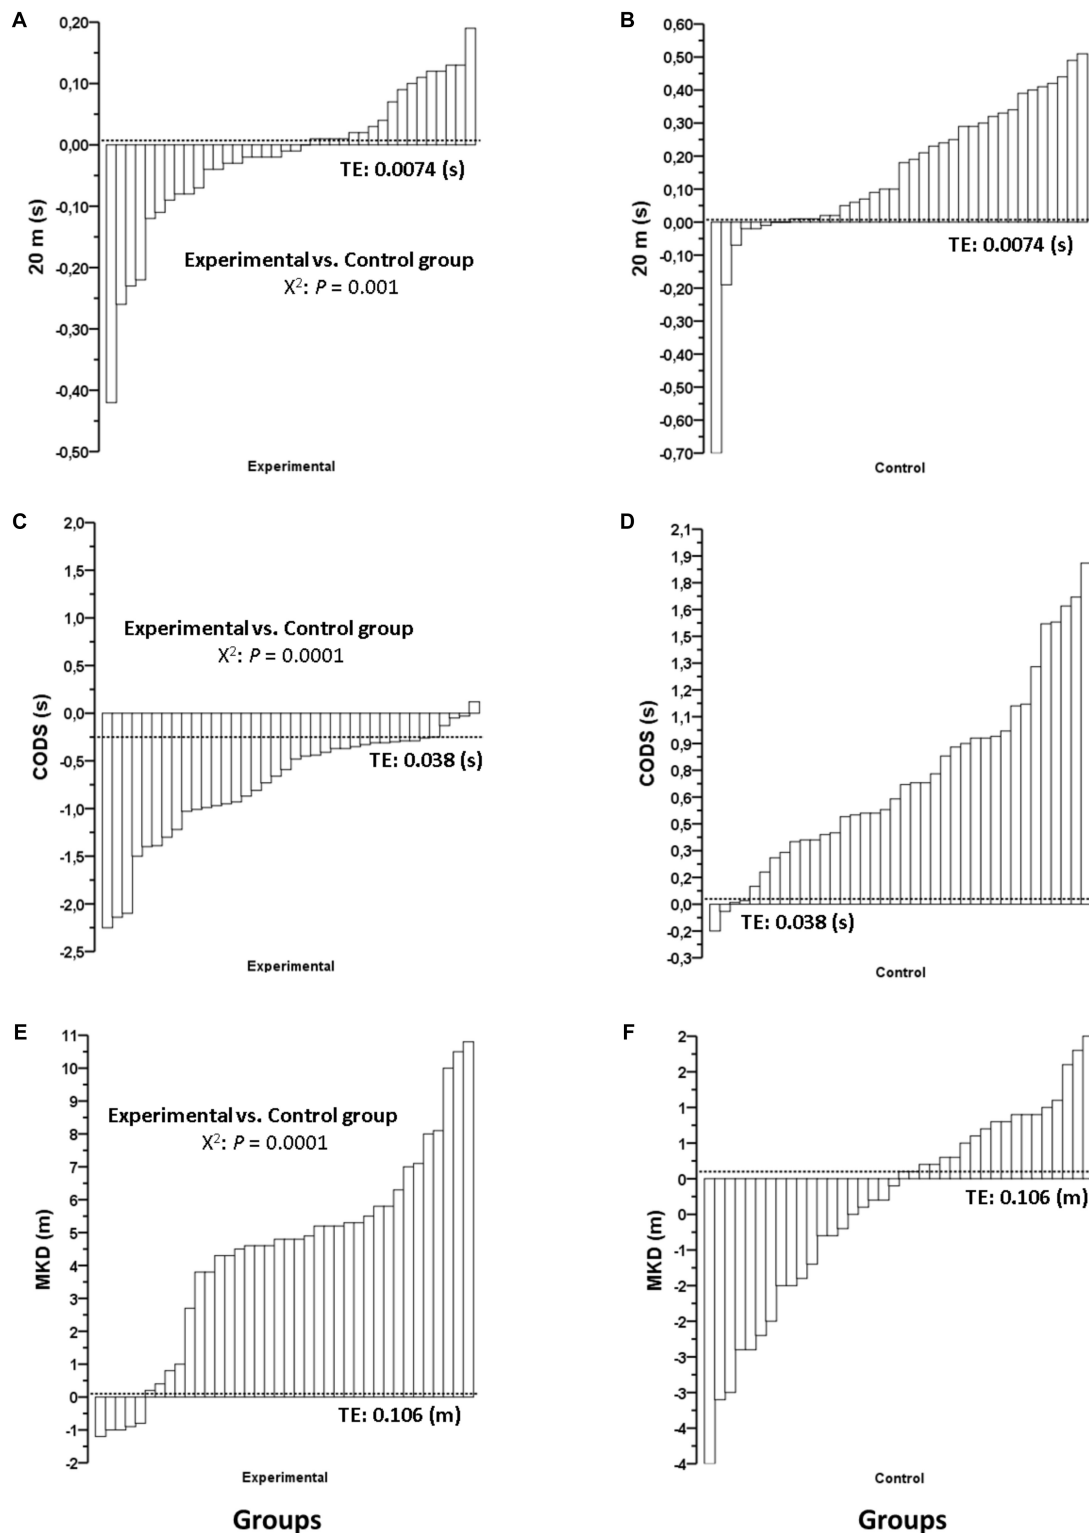 A
0,20
0,10
0,00
-0,10
-0,20
-0,30
-0,40
-0,50
20 m (s)
TE: 0.0074 (s)
Experimental vs. Control group
X²: P = 0.001
Experimental
B
0,60
0,50
0,40
0,30
0,20
0,10
0,00
-0,10
-0,20
-0,30
-0,40
-0,50
-0,60
-0,70
20 m (s)
TE: 0.0074 (s)
Control
C
2,0
1,5
1,0
0,5
0,0
-0,5
-1,0
-1,5
-2,0
-2,5
CODS (s)
Experimental vs. Control group
X²: P = 0.0001
TE: 0.038 (s)
Experimental
D
2,1
1,9
1,8
1,6
1,5
1,3
1,2
1,1
0,9
0,8
0,6
0,5
0,3
0,2
0,0
-0,2
-0,3
CODS (s)
TE: 0.038 (s)
Control
E
11
10
9
8
7
6
5
4
3
2
1
0
-1
-2
MKD (m)
Experimental vs. Control group
X²: P = 0.0001
TE: 0.106 (m)
Experimental
Groups
F
2
2
1
1
0
0
-1
-2
-2
-3
-3
-4
-4
MKD (m)
TE: 0.106 (m)
Control
Groups